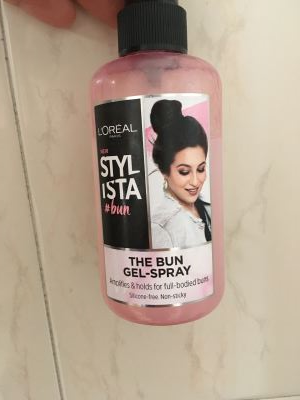 L'ORÉAL
PARIS
NEW
STYL
ISTA
#bun
THE BUN
GEL-SPRAY
Amplifies & holds for full-bodied buns
Silicone-free. Non-sticky